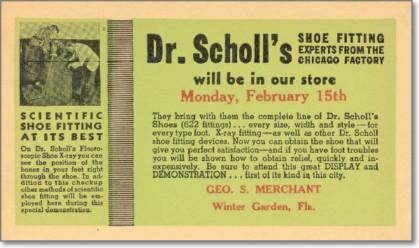 SCIENTIFIC
SHOE FITTING
AT ITS BEST
On Dr. Scholl's Fluoro-
scopic Shoe X-ray you can
see the position of the
bones in your foot right
through the shoe. In ad-
dition to this checkup
other methods of scientific
shoe fitting will be
employed here during this
special demonstration.
Dr. Scholl's
SHOE FITTING
EXPERTS FROM THE
CHICAGO FACTORY
will be in our store
Monday, February 15th
They bring with them the complete line of Dr. Scholl's
Shoes (622 fittings) . . . every size, width and style—for
every type foot. X-ray fitting—as well as other Dr. Scholl
shoe fitting devices. Now you can obtain the shoe that will
give you perfect satisfaction—and if you have foot troubles
you will be shown how to obtain relief, quickly and in-
expensively. Be sure to attend this great DISPLAY and
DEMONSTRATION . . . first of its kind in this city.
GEO. S. MERCHANT
Winter Garden, Fla.